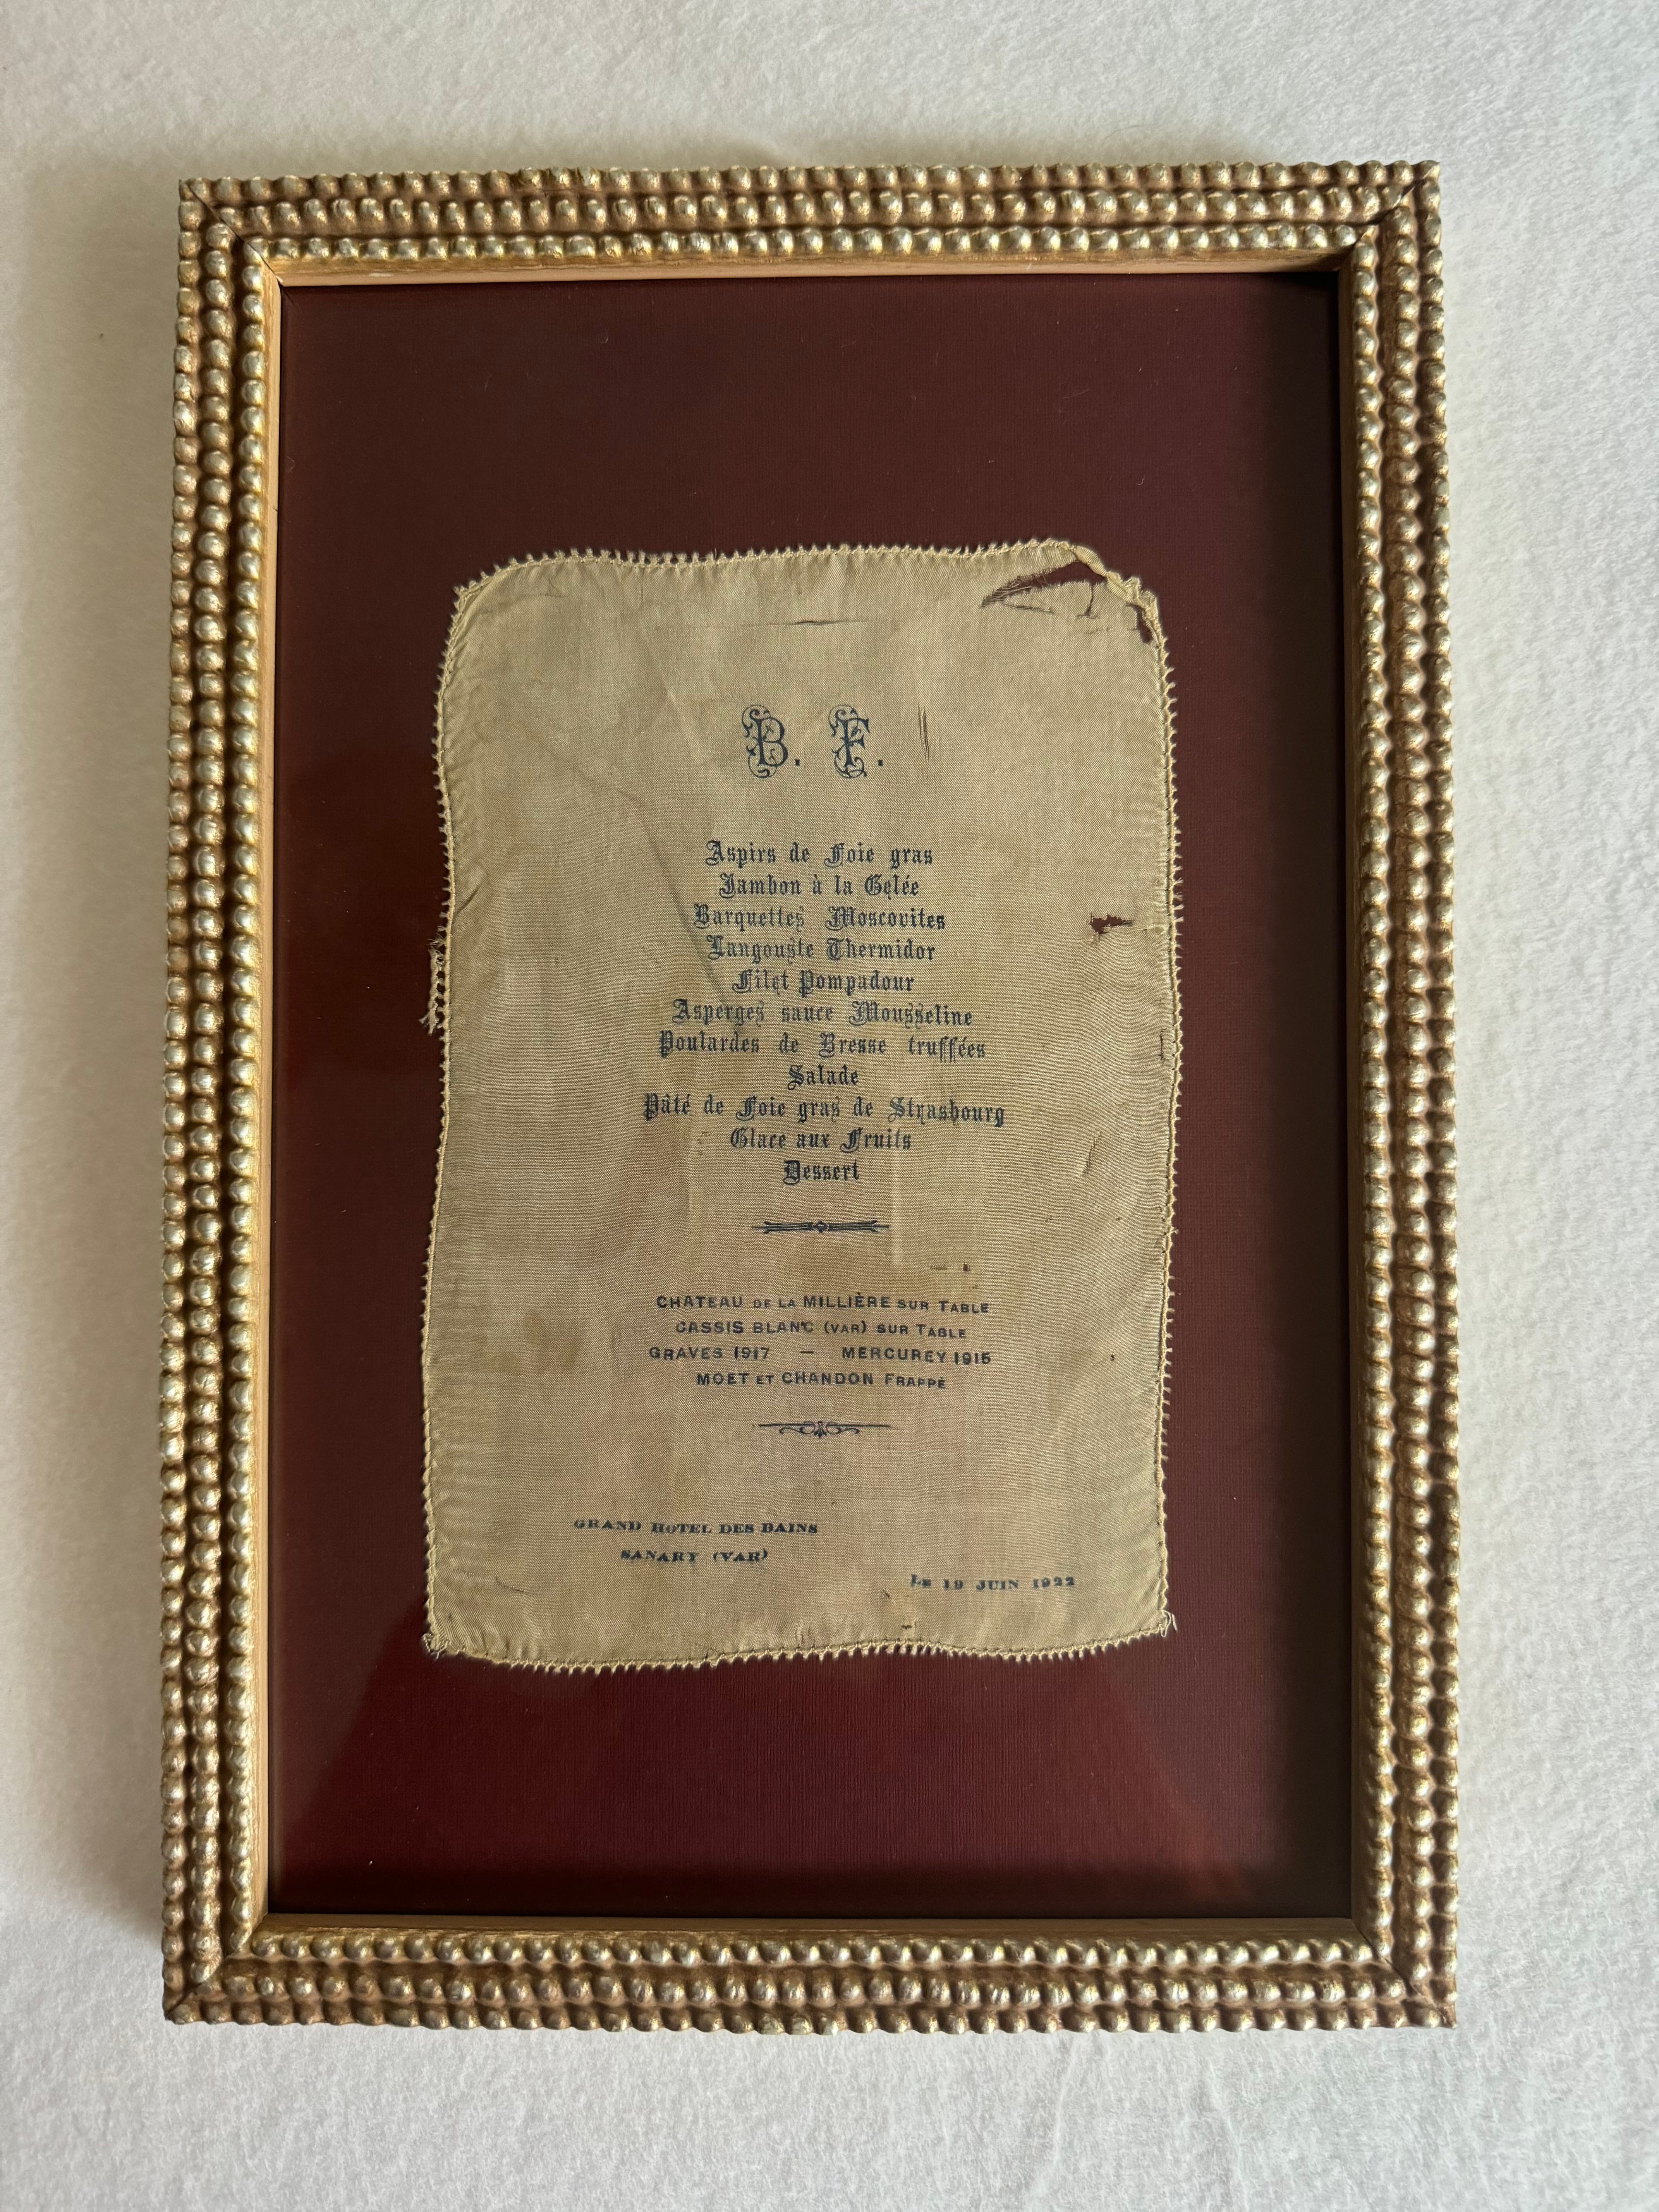 B. F.
Aspirs de Foie gras
Jambon à la Gelée
Barquettes Moscovites
Langouste Thermidor
Filet Pompadour
Asperges sauce Mousseline
Poulardes de Bresse truffées
Salade
Pâté de Foie gras de Strasbourg
Glace aux Fruits
Dessert
CHATEAU DE LA MILLIÈRE SUR TABLE
CASSIS BLANC (VAR) SUR TABLE
GRAVES 1917 — MERCUREY 1915
MOET ET CHANDON FRAPPÉ
GRAND HOTEL DES BAINS
SANARY (VAR)
LE 19 JUIN 1922